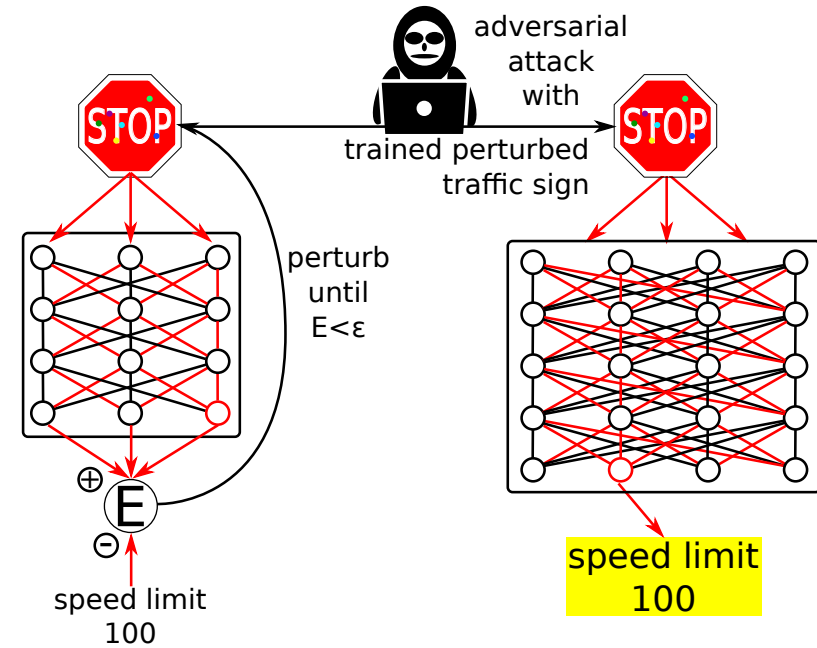 adversarial
attack
with
STOP
STOP
trained perturbed
traffic sign
perturb
until
E<ε
+
E
−
speed limit
100
speed limit
100